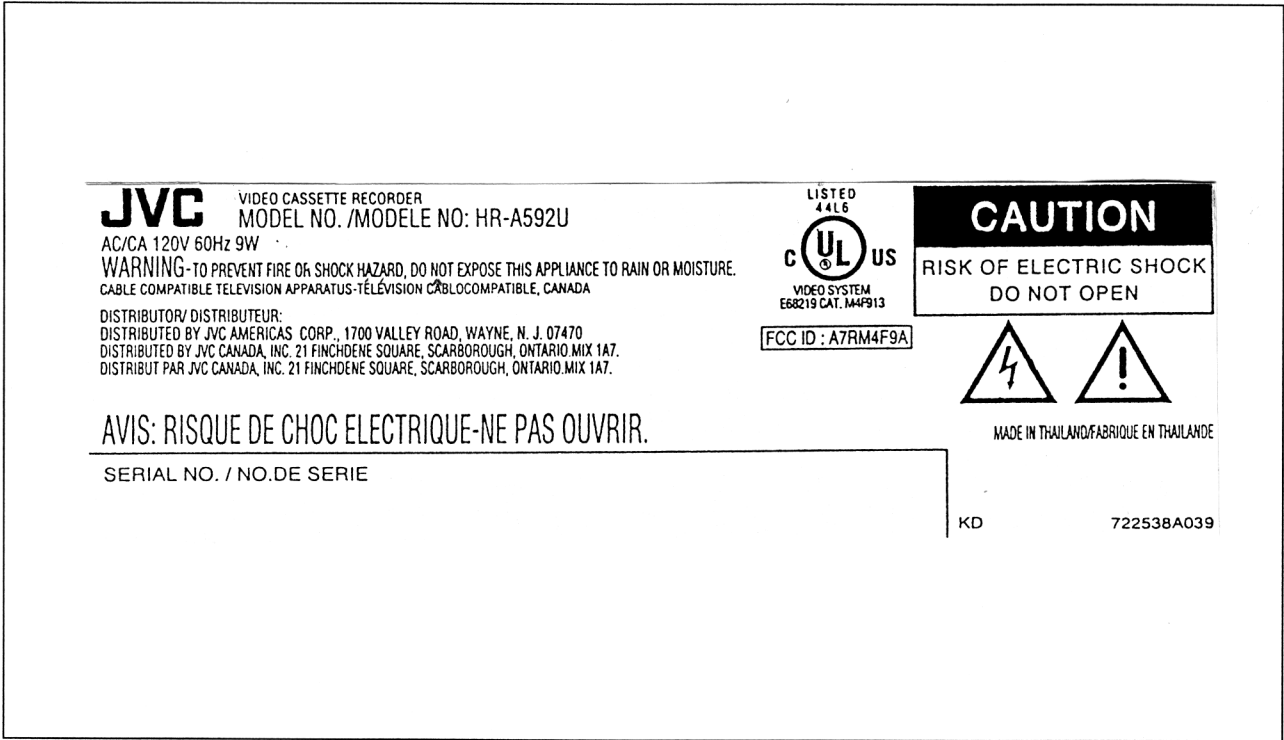 JVC
VIDEO CASSETTE RECORDER
MODEL NO. /MODELE NO: HR-A592U
AC/CA 120V 60Hz 9W
WARNING-TO PREVENT FIRE OR SHOCK HAZARD, DO NOT EXPOSE THIS APPLIANCE TO RAIN OR MOISTURE.
CABLE COMPATIBLE TELEVISION APPARATUS-TÉLÉVISION CÂBLOCOMPATIBLE, CANADA
DISTRIBUTOR/ DISTRIBUTEUR:
DISTRIBUTED BY JVC AMERICAS CORP., 1700 VALLEY ROAD, WAYNE, N. J. 07470
DISTRIBUTED BY JVC CANADA, INC. 21 FINCHDENE SQUARE, SCARBOROUGH, ONTARIO.MIX 1A7.
DISTRIBUT PAR JVC CANADA, INC. 21 FINCHDENE SQUARE, SCARBOROUGH, ONTARIO.MIX 1A7.
AVIS: RISQUE DE CHOC ELECTRIQUE-NE PAS OUVRIR.
SERIAL NO. / NO.DE SERIE
LISTED
44L6
C UL ® US
VIDEO SYSTEM
E68219 CAT. M4F913
FCC ID : A7RM4F9A
CAUTION
RISK OF ELECTRIC SHOCK
DO NOT OPEN
!
MADE IN THAILAND/FABRIQUE EN THAILANDE
KD 722538A039